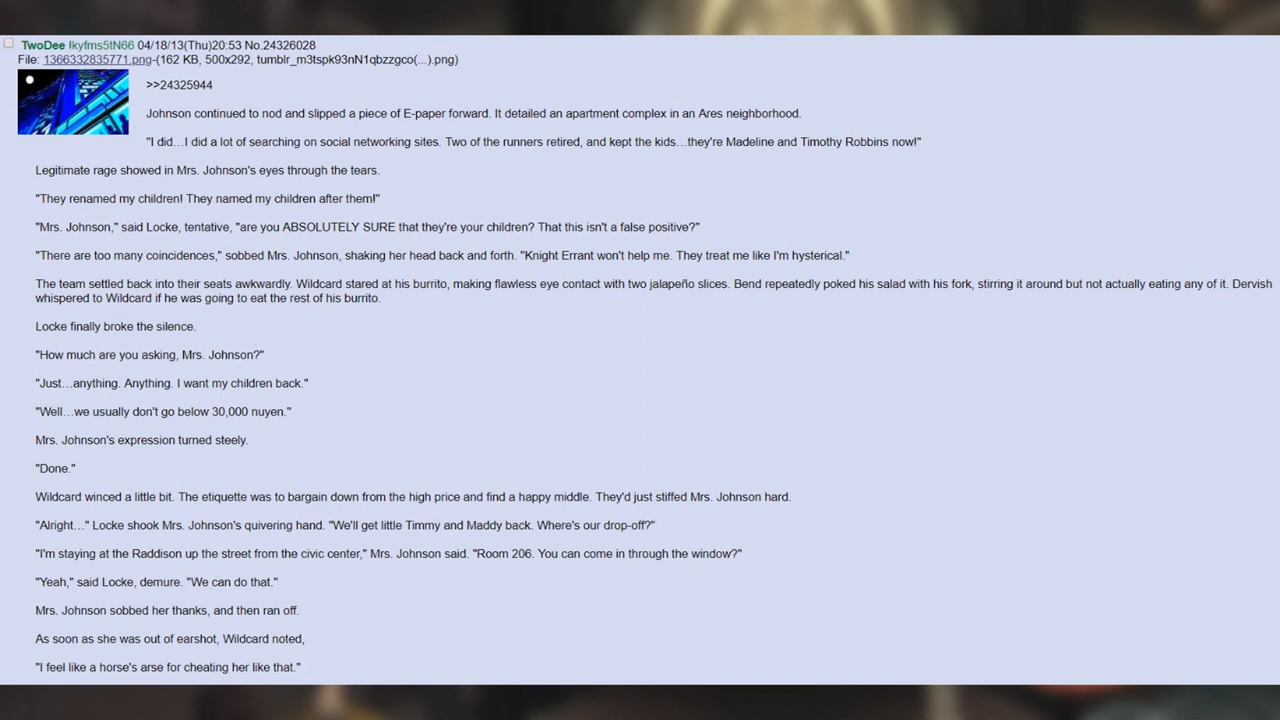 TwoDee !kyfms5tN66 04/18/13(Thu)20:53 No.24326028
File: 1366332835771.png-(162 KB, 500x292, tumblr_m3tspk93nN1qbzzgco(...).png)
>>24325944
Johnson continued to nod and slipped a piece of E-paper forward. It detailed an apartment complex in an Ares neighborhood.
"I did…I did a lot of searching on social networking sites. Two of the runners retired, and kept the kids…they're Madeline and Timothy Robbins now!"
Legitimate rage showed in Mrs. Johnson's eyes through the tears.
"They renamed my children! They named my children after them!"
"Mrs. Johnson," said Locke, tentative, "are you ABSOLUTELY SURE that they're your children? That this isn't a false positive?"
"There are too many coincidences," sobbed Mrs. Johnson, shaking her head back and forth. "Knight Errant won't help me. They treat me like I'm hysterical."
The team settled back into their seats awkwardly. Wildcard stared at his burrito, making flawless eye contact with two jalapeño slices. Bend repeatedly poked his salad with his fork, stirring it around but not actually eating any of it. Dervish
whispered to Wildcard if he was going to eat the rest of his burrito.
Locke finally broke the silence.
"How much are you asking, Mrs. Johnson?"
"Just…anything. Anything. I want my children back."
"Well…we usually don't go below 30,000 nuyen."
Mrs. Johnson's expression turned steely.
"Done."
Wildcard winced a little bit. The etiquette was to bargain down from the high price and find a happy middle. They'd just stiffed Mrs. Johnson hard.
"Alright…" Locke shook Mrs. Johnson's quivering hand. "We'll get little Timmy and Maddy back. Where's our drop-off?"
"I'm staying at the Raddison up the street from the civic center," Mrs. Johnson said. "Room 206. You can come in through the window?"
"Yeah," said Locke, demure. "We can do that."
Mrs. Johnson sobbed her thanks, and then ran off.
As soon as she was out of earshot, Wildcard noted,
"I feel like a horse's arse for cheating her like that."